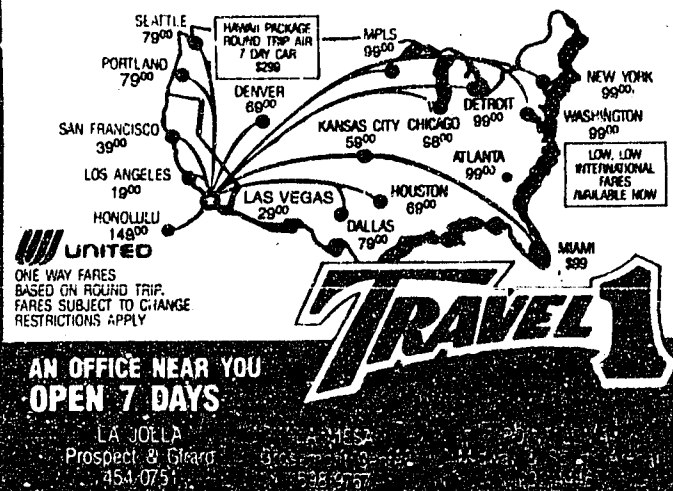 SEATTLE
79⁰⁰
HAWAII PACKAGE
ROUND TRIP AIR
7 DAY CAR
$299
MPLS
99⁰⁰
PORTLAND
79⁰⁰
DENVER
69⁰⁰
NEW YORK
99⁰⁰
DETROIT
99⁰⁰
WASHINGTON
99⁰⁰
SAN FRANCISCO
39⁰⁰
KANSAS CITY
59⁰⁰
CHICAGO
88⁰⁰
ATLANTA
99⁰⁰
LOW, LOW
INTERNATIONAL
FARES
AVAILABLE NOW
LOS ANGELES
19⁰⁰
LAS VEGAS
29⁰⁰
HOUSTON
69⁰⁰
HONOLULU
149⁰⁰
DALLAS
79⁰⁰
MIAMI
$99
UNITED
ONE WAY FARES
BASED ON ROUND TRIP.
FARES SUBJECT TO CHANGE
RESTRICTIONS APPLY
TRAVEL 1
AN OFFICE NEAR YOU
OPEN 7 DAYS
LA JOLLA
Prospect & Girard
454-0751
LA MESA